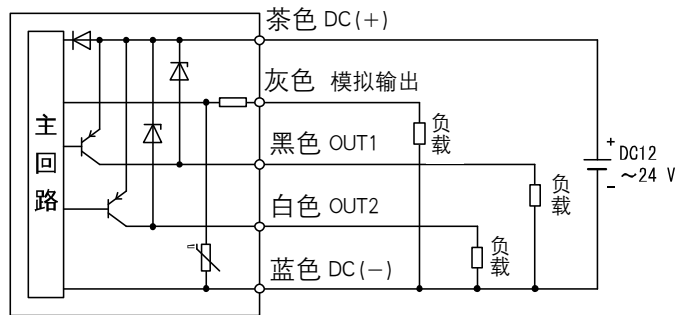 茶色 DC(+)
灰色 模拟输出
主回路
黑色 OUT1
负载
+
DC12
～24 V
-
负载
白色 OUT2
负载
蓝色 DC(-)